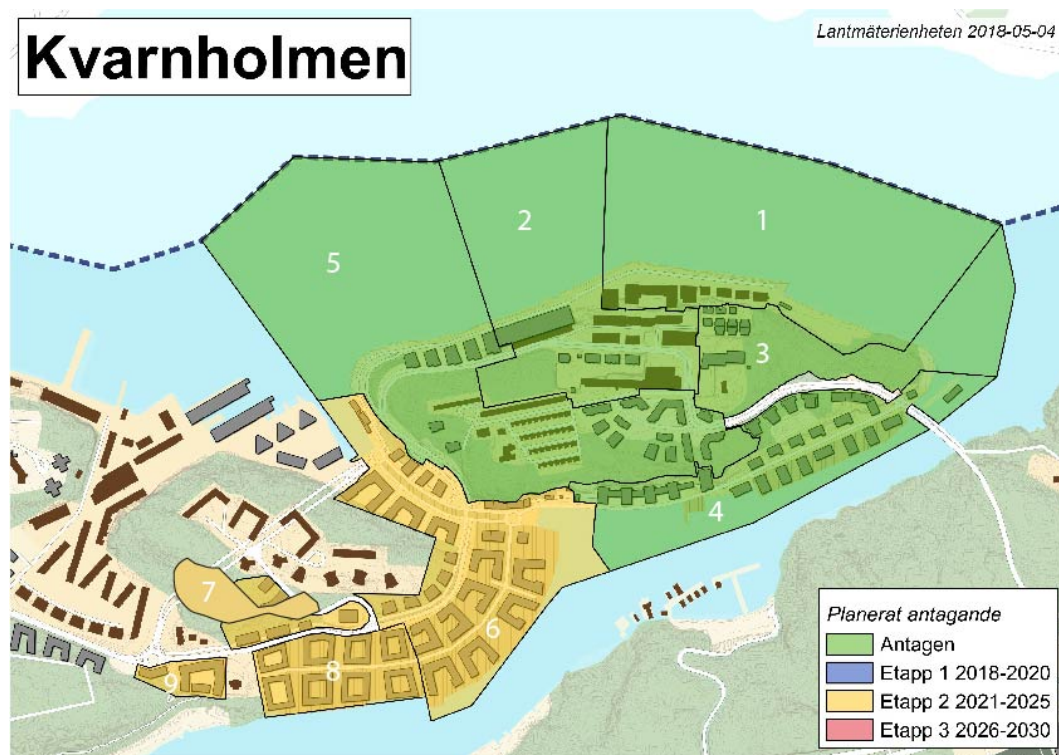 Kvarnholmen
Lantmäterienheten 2018-05-04
1
2
5
3
4
7
6
8
9
Planerat antagande
Antagen
Etapp 1 2018-2020
Etapp 2 2021-2025
Etapp 3 2026-2030